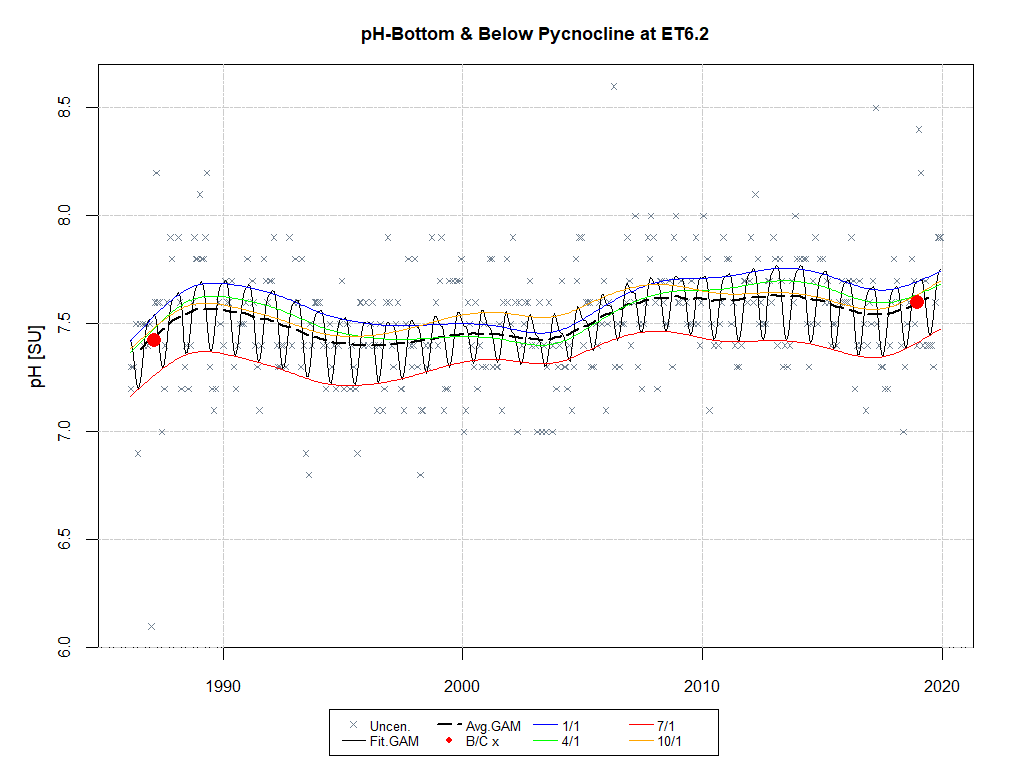 pH-Bottom & Below Pycnocline at ET6.2
pH [SU]
8.5
8.0
7.5
7.0
6.5
6.0
1990 2000 2010 2020
Uncen. Avg.GAM 1/1 7/1
Fit.GAM B/C x 4/1 10/1